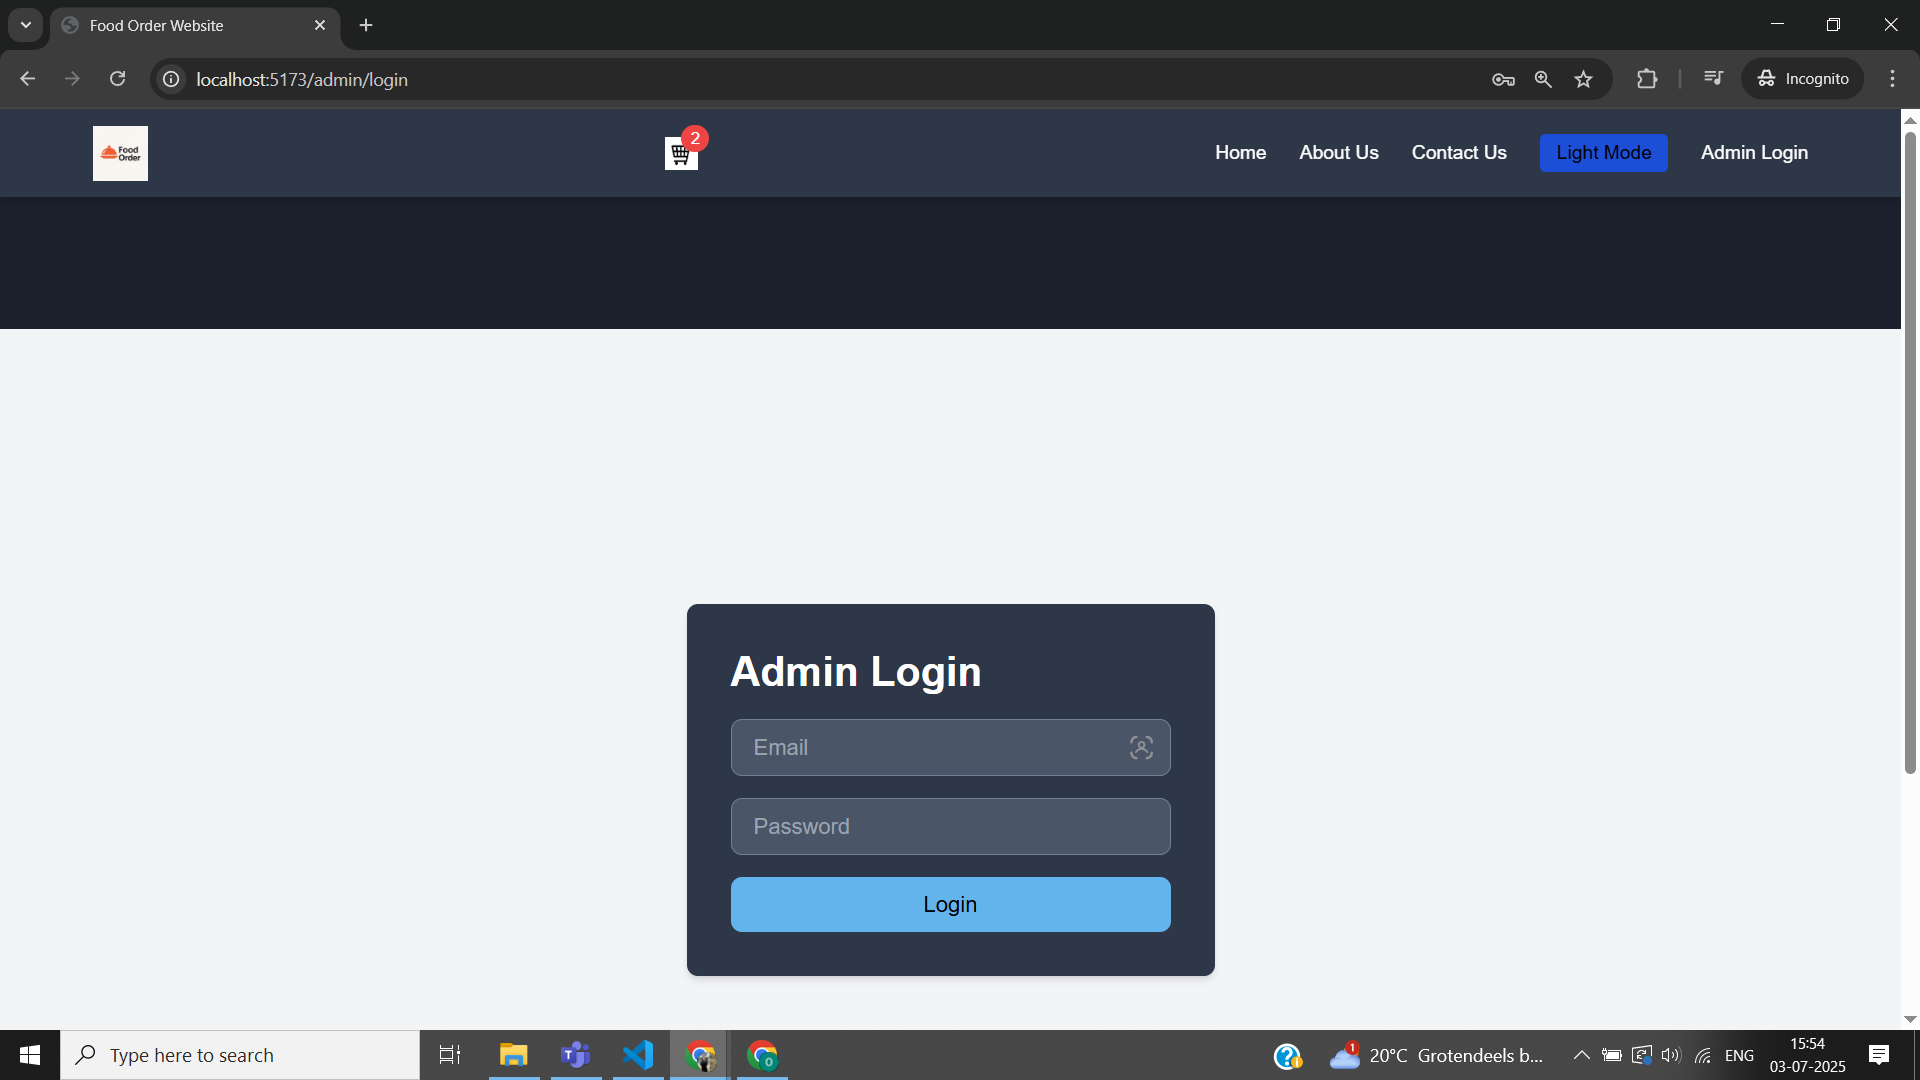 Food Order Website
localhost:5173/admin/login
Incognito
Food
Order
2
Home
About Us
Contact Us
Light Mode
Admin Login
Admin Login
Email
Password
Login
Type here to search
1
20°C Grotendeels b...
ENG
15:54
03-07-2025